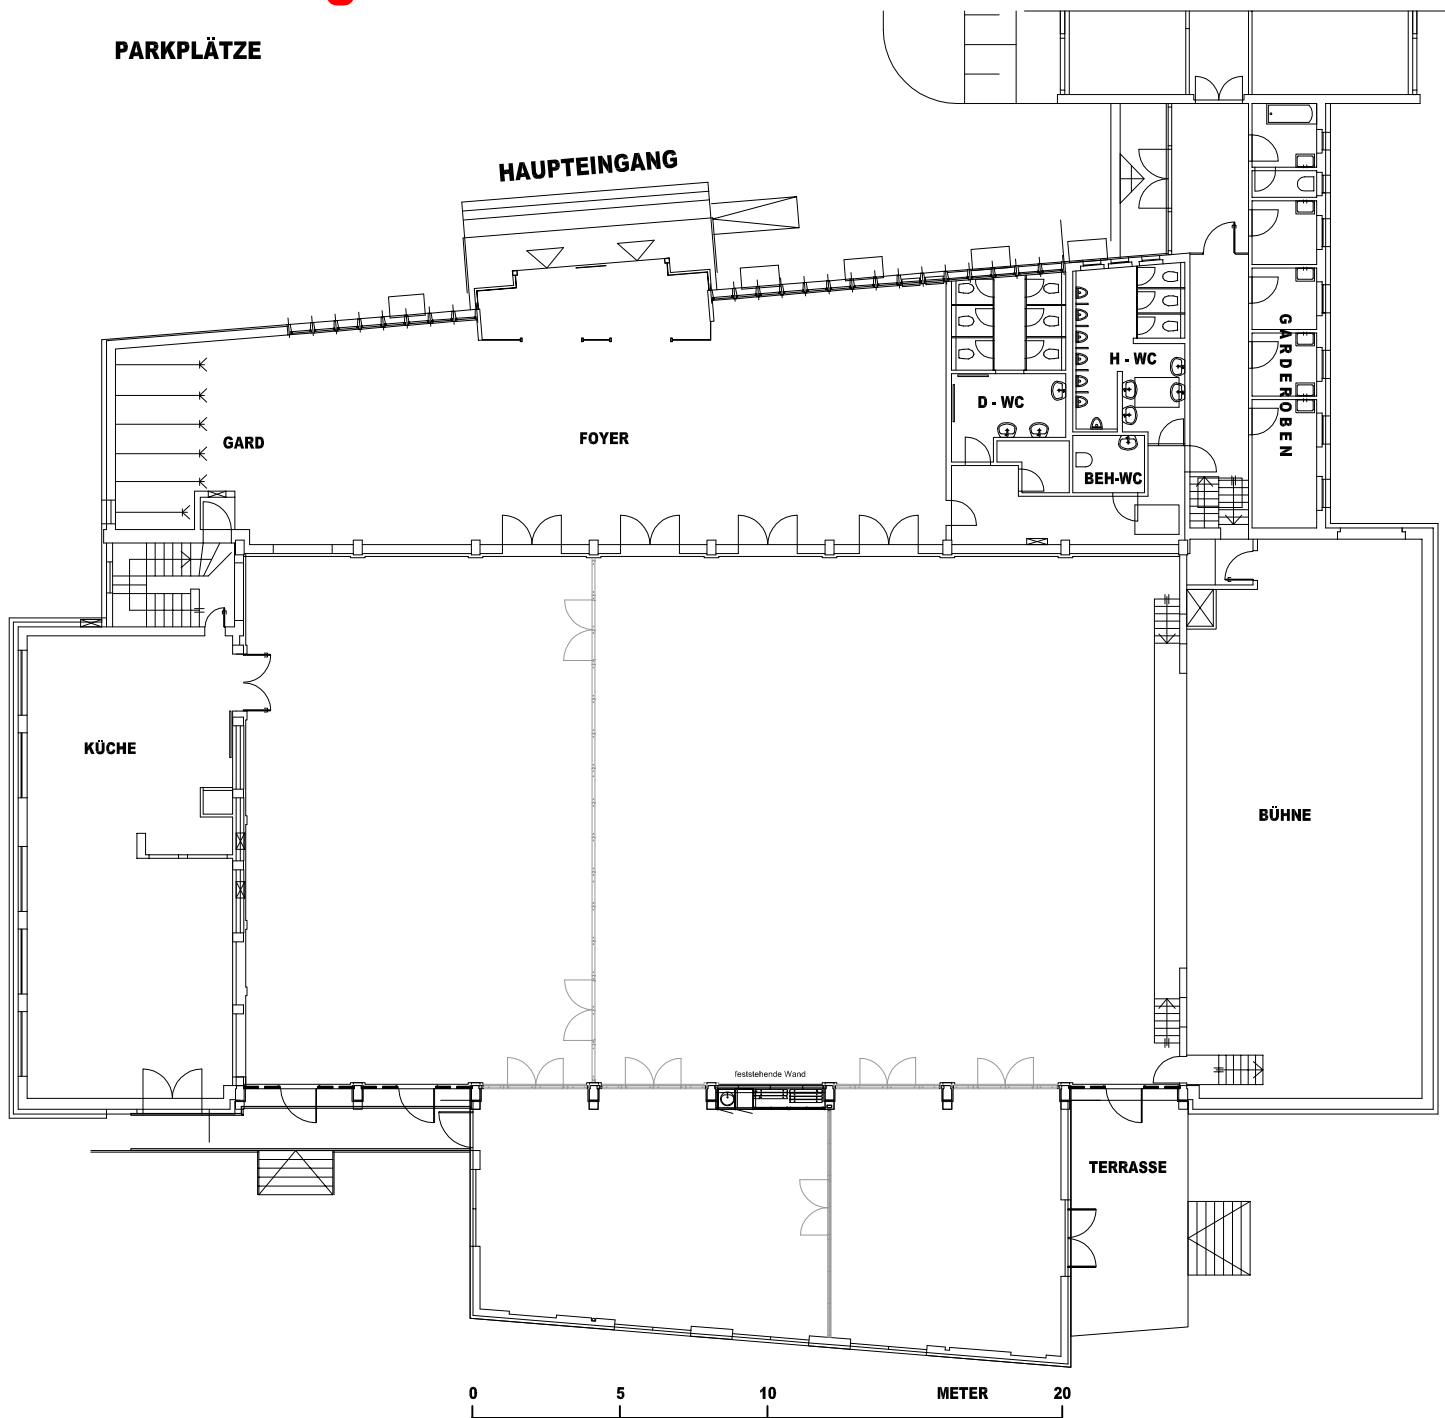 PARKPLÄTZE
HAUPTEINGANG
GARD
FOYER
D - WC
H - WC
BEH-WC
GARDEROBEN
KÜCHE
BÜHNE
feststehende Wand
TERRASSE
0 5 10 METER 20